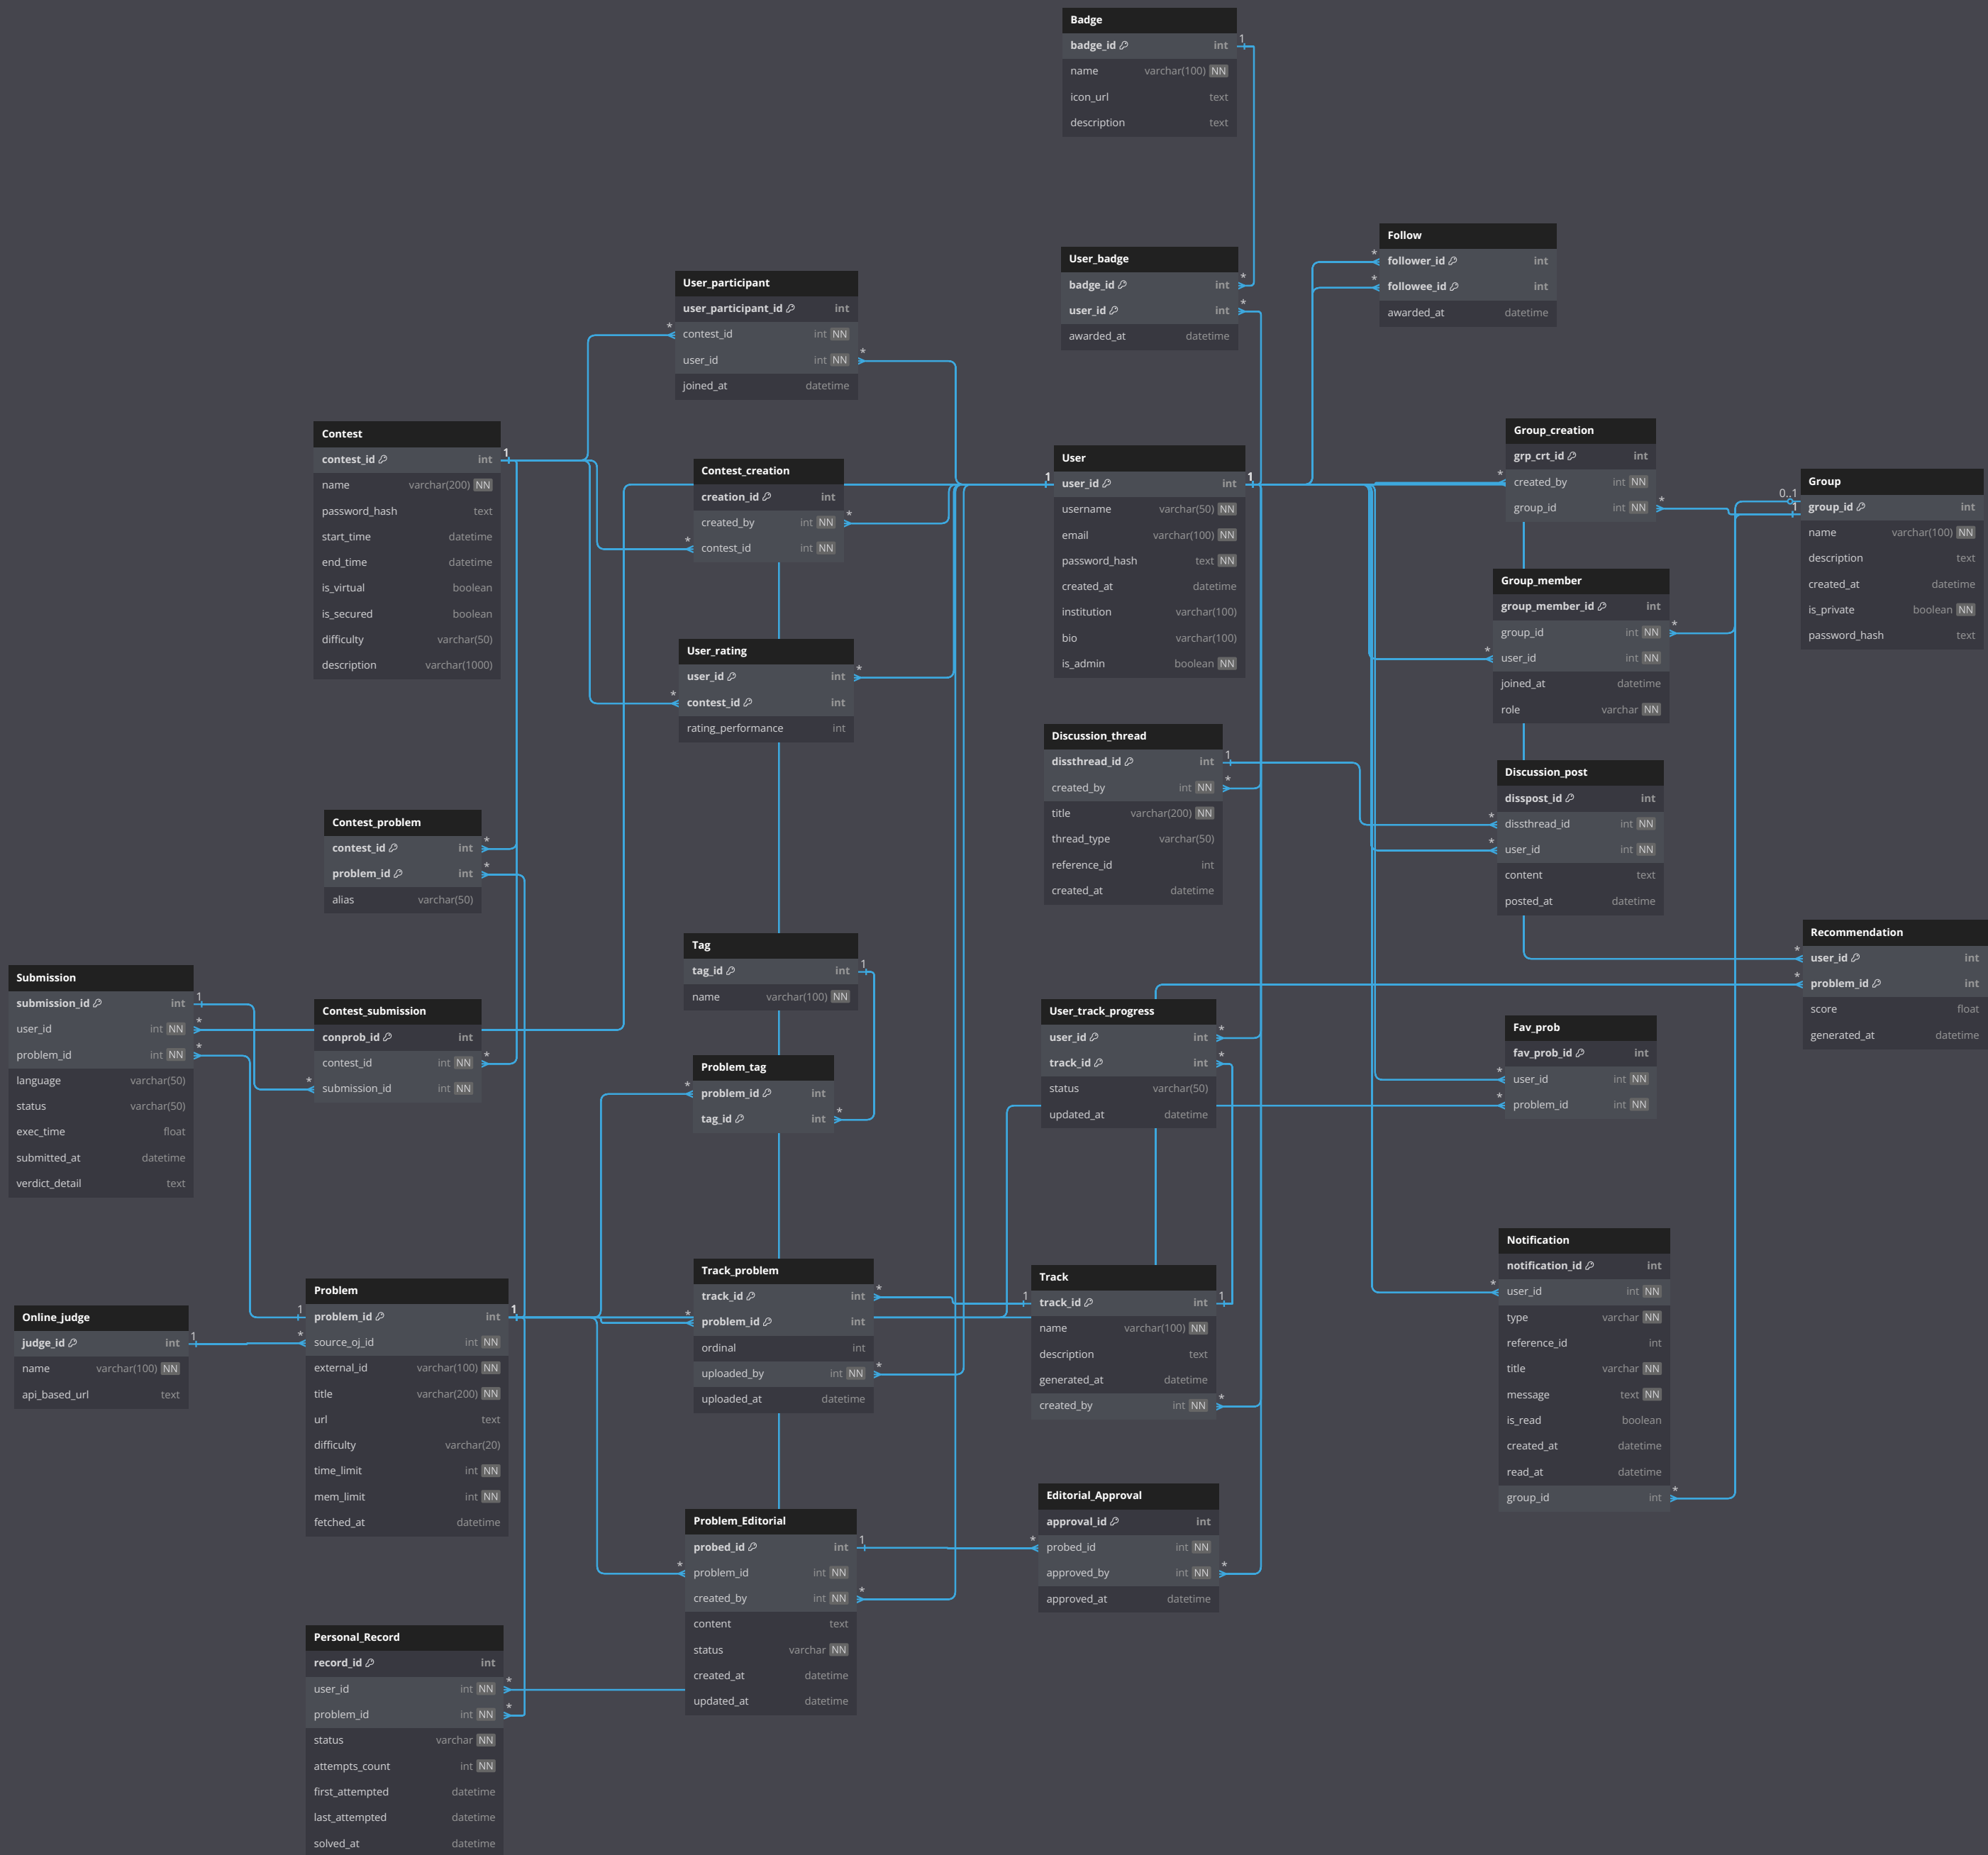 Badge
badge_id int
name varchar(100) NN
icon_url text
description text
Follow
follower_id int
followee_id int
awarded_at datetime
User_badge
badge_id int
user_id int
awarded_at datetime
User_participant
user_participant_id int
contest_id int NN
user_id int NN
joined_at datetime
Contest
contest_id int
name varchar(200) NN
password_hash text
start_time datetime
end_time datetime
is_virtual boolean
is_secured boolean
difficulty varchar(50)
description varchar(1000)
Contest_creation
creation_id int
created_by int NN
contest_id int NN
User
user_id int
username varchar(50) NN
email varchar(100) NN
password_hash text NN
created_at datetime
institution varchar(100)
bio varchar(100)
is_admin boolean NN
Group_creation
grp_crt_id int
created_by int NN
group_id int NN
Group
group_id int
name varchar(100) NN
description text
created_at datetime
is_private boolean NN
password_hash text
Group_member
group_member_id int
group_id int NN
user_id int NN
joined_at datetime
role varchar NN
User_rating
user_id int
contest_id int
rating_performance int
Discussion_thread
dissthread_id int
created_by int NN
title varchar(200) NN
thread_type varchar(50)
reference_id int
created_at datetime
Discussion_post
disspost_id int
dissthread_id int NN
user_id int NN
content text
posted_at datetime
Contest_problem
contest_id int
problem_id int
alias varchar(50)
Tag
tag_id int
name varchar(100) NN
Recommendation
user_id int
problem_id int
score float
generated_at datetime
Submission
submission_id int
user_id int NN
problem_id int NN
language varchar(50)
status varchar(50)
exec_time float
submitted_at datetime
verdict_detail text
Contest_submission
conprob_id int
contest_id int NN
submission_id int NN
User_track_progress
user_id int
track_id int
status varchar(50)
updated_at datetime
Fav_prob
fav_prob_id int
user_id int NN
problem_id int NN
Problem_tag
problem_id int
tag_id int
Notification
notification_id int
user_id int NN
type varchar NN
reference_id int
title varchar NN
message text NN
is_read boolean
created_at datetime
read_at datetime
group_id int
Track_problem
track_id int
problem_id int
ordinal int
uploaded_by int NN
uploaded_at datetime
Track
track_id int
name varchar(100) NN
description text
generated_at datetime
created_by int NN
Problem
problem_id int
source_oj_id int NN
external_id varchar(100) NN
title varchar(200) NN
url text
difficulty varchar(20)
time_limit int NN
mem_limit int NN
fetched_at datetime
Online_judge
judge_id int
name varchar(100) NN
api_based_url text
Editorial_Approval
approval_id int
probed_id int NN
approved_by int NN
approved_at datetime
Problem_Editorial
probed_id int
problem_id int NN
created_by int NN
content text
status varchar NN
created_at datetime
updated_at datetime
Personal_Record
record_id int
user_id int NN
problem_id int NN
status varchar NN
attempts_count int NN
first_attempted datetime
last_attempted datetime
solved_at datetime
0..1